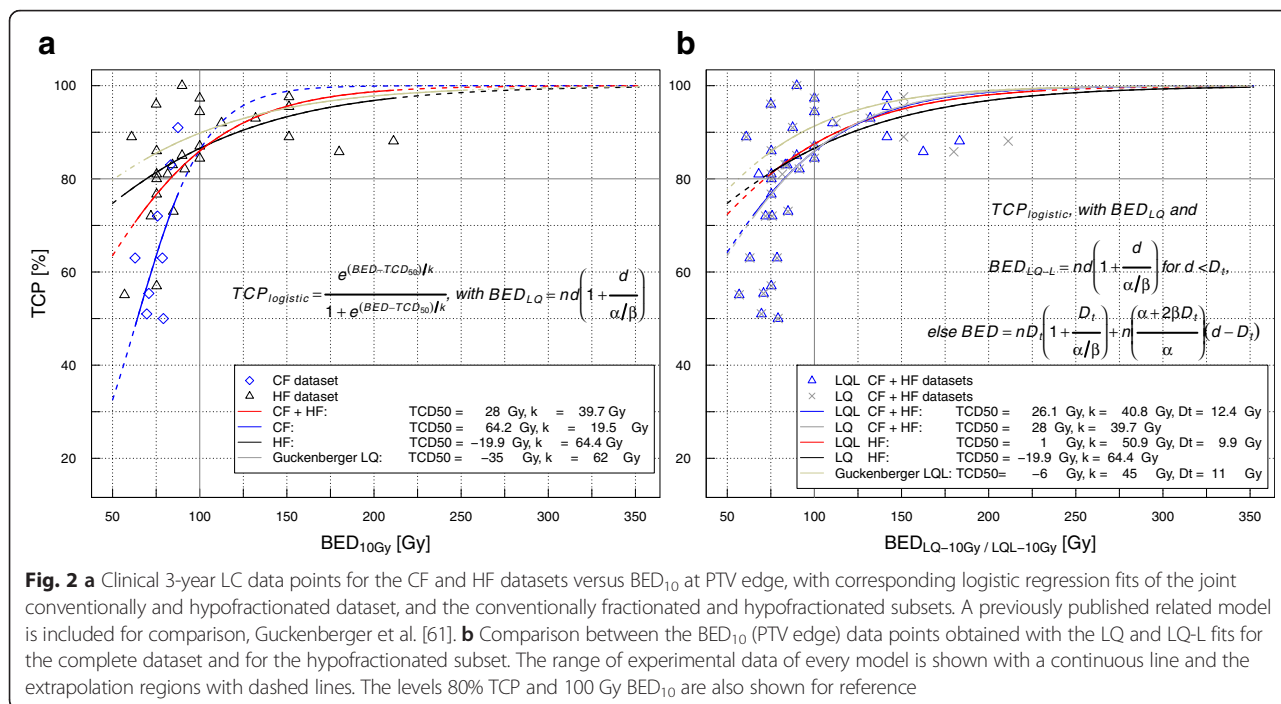 a
TCP [%]
100
80
60
40
20
50 100 150 200 250 300 350
BED10Gy [Gy]
TCPlogistic = e^(BED−TCD50)/k / 1 + e^(BED−TCD50)/k, with BEDLQ = nd(1 + d / α/β)
CF dataset
HF dataset
CF + HF: TCD50 = 28 Gy, k = 39.7 Gy
CF: TCD50 = 64.2 Gy, k = 19.5 Gy
HF: TCD50 = −19.9 Gy, k = 64.4 Gy
Guckenberger LQ: TCD50 = −35 Gy, k = 62 Gy
b
TCP [%]
100
80
60
40
20
50 100 150 200 250 300 350
BEDLQ−10Gy / LQL−10Gy [Gy]
TCPlogistic, with BEDLQ and
BEDLQ−L = nd(1 + d / α/β) for d <Dt,
else BED = nDt(1 + Dt / α/β) + n(α + 2βDt / α)(d − Dt)
LQL CF + HF datasets
LQ CF + HF datasets
LQL CF + HF: TCD50 = 26.1 Gy, k = 40.8 Gy, Dt = 12.4 Gy
LQ CF + HF: TCD50 = 28 Gy, k = 39.7 Gy
LQL HF: TCD50 = 1 Gy, k = 50.9 Gy, Dt = 9.9 Gy
LQ HF: TCD50 = −19.9 Gy, k = 64.4 Gy
Guckenberger LQL: TCD50= −6 Gy, k = 45 Gy, Dt = 11 Gy
Fig. 2 a Clinical 3-year LC data points for the CF and HF datasets versus BED10 at PTV edge, with corresponding logistic regression fits of the joint
conventionally and hypofractionated dataset, and the conventionally fractionated and hypofractionated subsets. A previously published related model
is included for comparison, Guckenberger et al. [61]. b Comparison between the BED10 (PTV edge) data points obtained with the LQ and LQ-L fits for
the complete dataset and for the hypofractionated subset. The range of experimental data of every model is shown with a continuous line and the
extrapolation regions with dashed lines. The levels 80% TCP and 100 Gy BED10 are also shown for reference